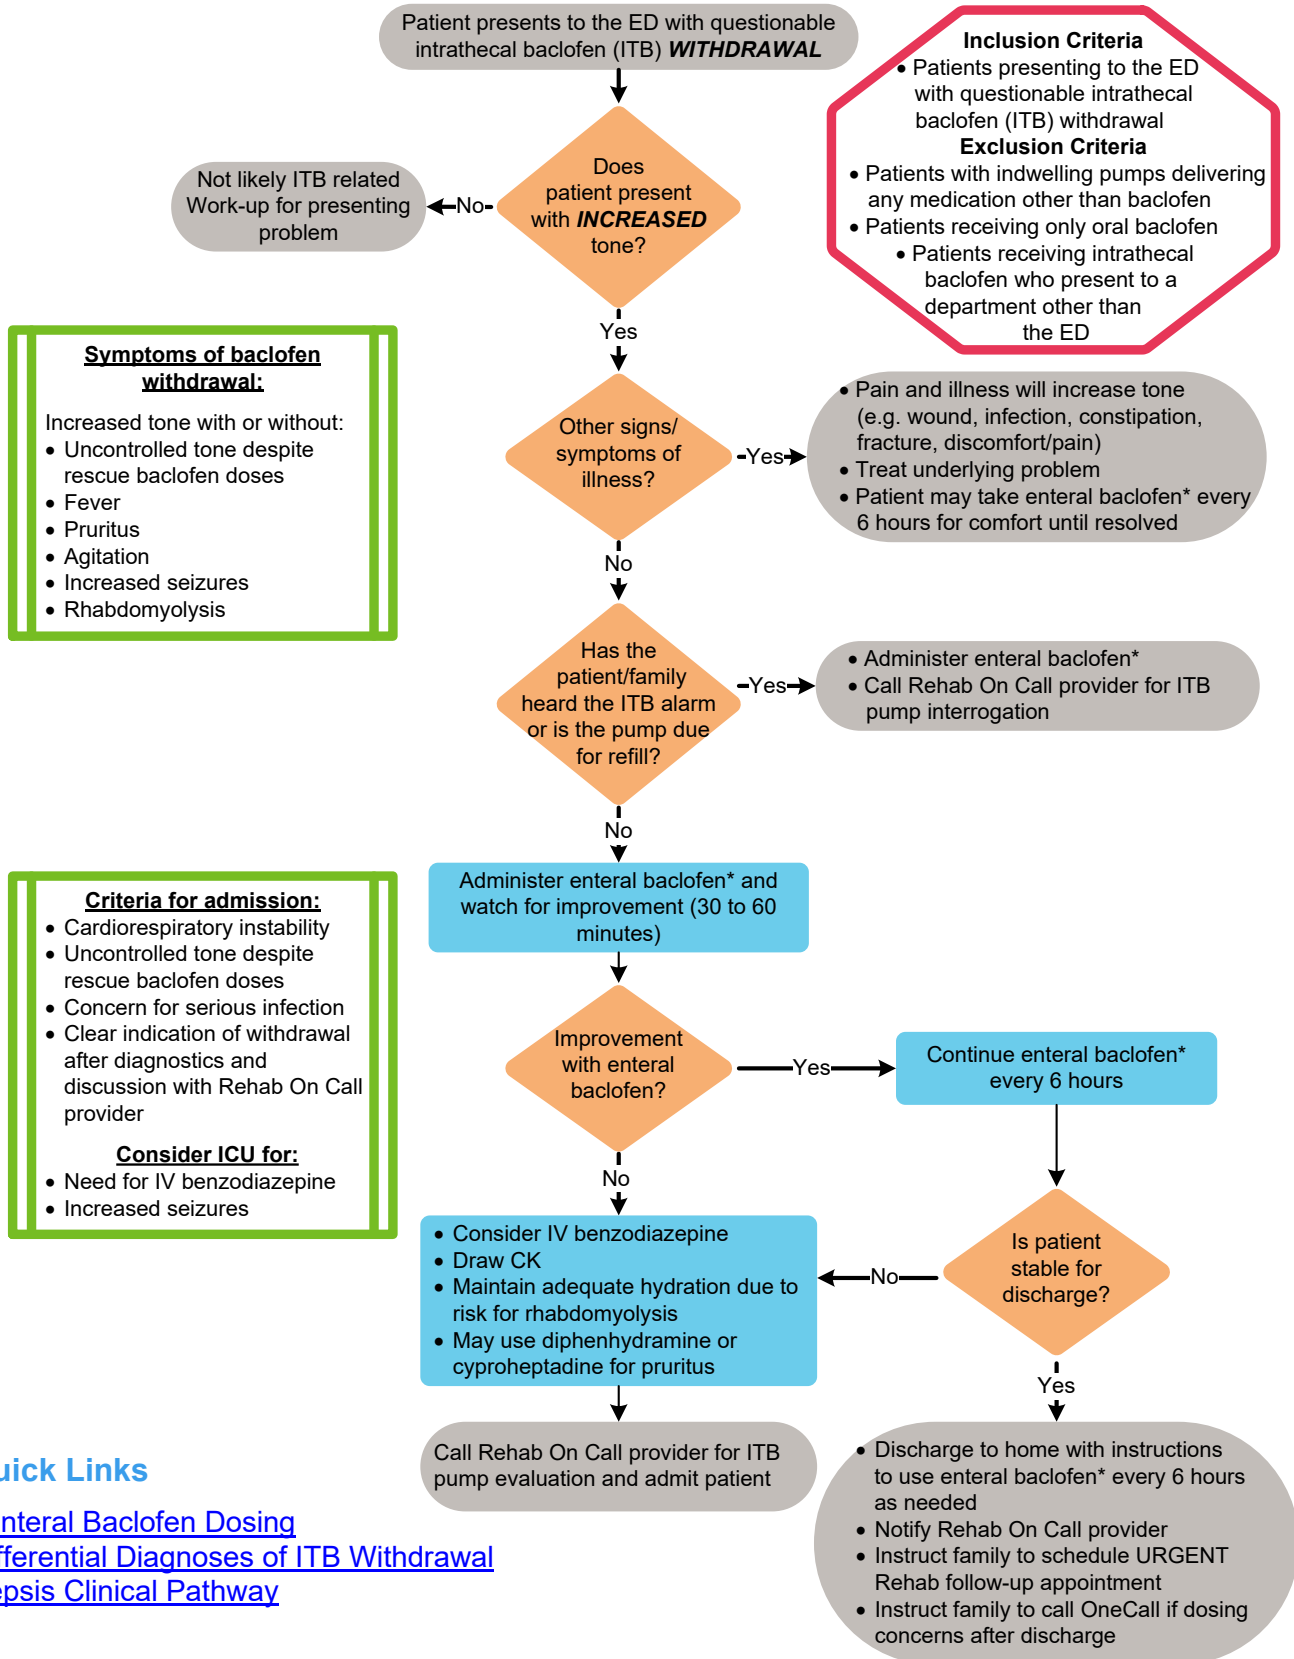 Patient presents to the ED with questionable
intrathecal baclofen (ITB) WITHDRAWAL
Inclusion Criteria
• Patients presenting to the ED
with questionable intrathecal
baclofen (ITB) withdrawal
Exclusion Criteria
• Patients with indwelling pumps delivering
any medication other than baclofen
• Patients receiving only oral baclofen
• Patients receiving intrathecal
baclofen who present to a
department other than
the ED
Does
patient present
with INCREASED
tone?
No
Not likely ITB related
Work-up for presenting
problem
Yes
Symptoms of baclofen
withdrawal:
Increased tone with or without:
• Uncontrolled tone despite
rescue baclofen doses
• Fever
• Pruritus
• Agitation
• Increased seizures
• Rhabdomyolysis
Other signs/
symptoms of
illness?
Yes
• Pain and illness will increase tone
(e.g. wound, infection, constipation,
fracture, discomfort/pain)
• Treat underlying problem
• Patient may take enteral baclofen* every
6 hours for comfort until resolved
No
Has the
patient/family
heard the ITB alarm
or is the pump due
for refill?
Yes
• Administer enteral baclofen*
• Call Rehab On Call provider for ITB
pump interrogation
No
Administer enteral baclofen* and
watch for improvement (30 to 60
minutes)
Criteria for admission:
• Cardiorespiratory instability
• Uncontrolled tone despite
rescue baclofen doses
• Concern for serious infection
• Clear indication of withdrawal
after diagnostics and
discussion with Rehab On Call
provider
Consider ICU for:
• Need for IV benzodiazepine
• Increased seizures
Improvement
with enteral
baclofen?
Yes
Continue enteral baclofen*
every 6 hours
No
• Consider IV benzodiazepine
• Draw CK
• Maintain adequate hydration due to
risk for rhabdomyolysis
• May use diphenhydramine or
cyproheptadine for pruritus
Is patient
stable for
discharge?
No
Yes
Call Rehab On Call provider for ITB
pump evaluation and admit patient
• Discharge to home with instructions
to use enteral baclofen* every 6 hours
as needed
• Notify Rehab On Call provider
• Instruct family to schedule URGENT
Rehab follow-up appointment
• Instruct family to call OneCall if dosing
concerns after discharge
uick Links
nteral Baclofen Dosing
ifferential Diagnoses of ITB Withdrawal
epsis Clinical Pathway